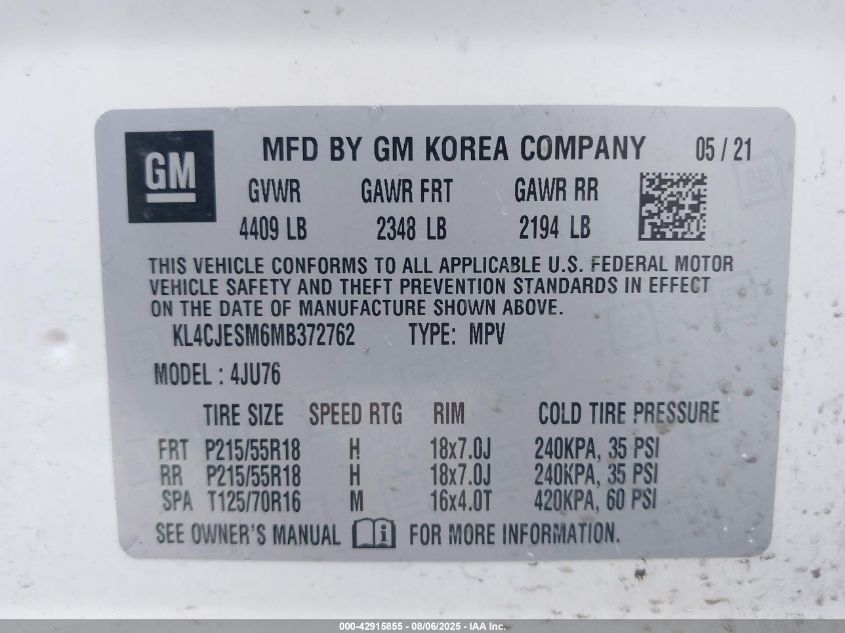 GM
MFD BY GM KOREA COMPANY 05 / 21
GVWR GAWR FRT GAWR RR
4409 LB 2348 LB 2194 LB
THIS VEHICLE CONFORMS TO ALL APPLICABLE U.S. FEDERAL MOTOR
VEHICLE SAFETY AND THEFT PREVENTION STANDARDS IN EFFECT
ON THE DATE OF MANUFACTURE SHOWN ABOVE.
KL4CJESM6MB372762 TYPE: MPV
MODEL : 4JU76
TIRE SIZE SPEED RTG RIM COLD TIRE PRESSURE
FRT P215/55R18 H 18x7.0J 240KPA, 35 PSI
RR P215/55R18 H 18x7.0J 240KPA, 35 PSI
SPA T125/70R16 M 16x4.0T 420KPA, 60 PSI
SEE OWNER'S MANUAL i FOR MORE INFORMATION.
000-42915855 - 08/06/2025 - IAA Inc.